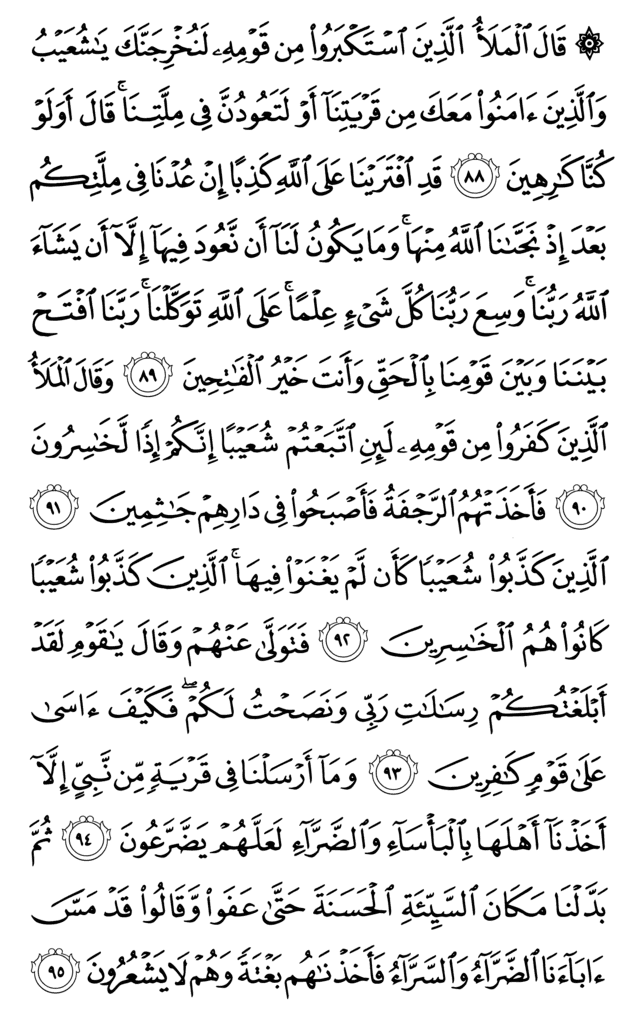 ۞ قَالَ ٱلْمَلَأُ ٱلَّذِينَ ٱسْتَكْبَرُوا۟ مِن قَوْمِهِۦ لَنُخْرِجَنَّكَ يَـٰشُعَيْبُ
وَٱلَّذِينَ ءَامَنُوا۟ مَعَكَ مِن قَرْيَتِنَآ أَوْ لَتَعُودُنَّ فِى مِلَّتِنَا ۚ قَالَ أَوَلَوْ
كُنَّا كَـٰرِهِينَ ٨٨ قَدِ ٱفْتَرَيْنَا عَلَى ٱللَّهِ كَذِبًا إِنْ عُدْنَا فِى مِلَّتِكُم
بَعْدَ إِذْ نَجَّىٰنَا ٱللَّهُ مِنْهَا ۚ وَمَا يَكُونُ لَنَآ أَن نَّعُودَ فِيهَآ إِلَّآ أَن يَشَآءَ
ٱللَّهُ رَبُّنَا ۚ وَسِعَ رَبُّنَا كُلَّ شَىْءٍ عِلْمًا ۚ عَلَى ٱللَّهِ تَوَكَّلْنَا ۚ رَبَّنَا ٱفْتَحْ
بَيْنَنَا وَبَيْنَ قَوْمِنَا بِٱلْحَقِّ وَأَنتَ خَيْرُ ٱلْفَـٰتِحِينَ ٨٩ وَقَالَ ٱلْمَلَأُ
ٱلَّذِينَ كَفَرُوا۟ مِن قَوْمِهِۦ لَئِنِ ٱتَّبَعْتُمْ شُعَيْبًا إِنَّكُمْ إِذًا لَّخَـٰسِرُونَ
٩٠ فَأَخَذَتْهُمُ ٱلرَّجْفَةُ فَأَصْبَحُوا۟ فِى دَارِهِمْ جَـٰثِمِينَ ٩١
ٱلَّذِينَ كَذَّبُوا۟ شُعَيْبًا كَأَن لَّمْ يَغْنَوْا۟ فِيهَا ۚ ٱلَّذِينَ كَذَّبُوا۟ شُعَيْبًا
كَانُوا۟ هُمُ ٱلْخَـٰسِرِينَ ٩٢ فَتَوَلَّىٰ عَنْهُمْ وَقَالَ يَـٰقَوْمِ لَقَدْ
أَبْلَغْتُكُمْ رِسَـٰلَـٰتِ رَبِّى وَنَصَحْتُ لَكُمْ ۖ فَكَيْفَ ءَاسَىٰ
عَلَىٰ قَوْمٍ كَـٰفِرِينَ ٩٣ وَمَآ أَرْسَلْنَا فِى قَرْيَةٍ مِّن نَّبِىٍّ إِلَّآ
أَخَذْنَآ أَهْلَهَا بِٱلْبَأْسَآءِ وَٱلضَّرَّآءِ لَعَلَّهُمْ يَضَّرَّعُونَ ٩٤ ثُمَّ
بَدَّلْنَا مَكَانَ ٱلسَّيِّئَةِ ٱلْحَسَنَةَ حَتَّىٰ عَفَوا۟ وَّقَالُوا۟ قَدْ مَسَّ
ءَابَآءَنَا ٱلضَّرَّآءُ وَٱلسَّرَّآءُ فَأَخَذْنَـٰهُم بَغْتَةً وَهُمْ لَا يَشْعُرُونَ ٩٥